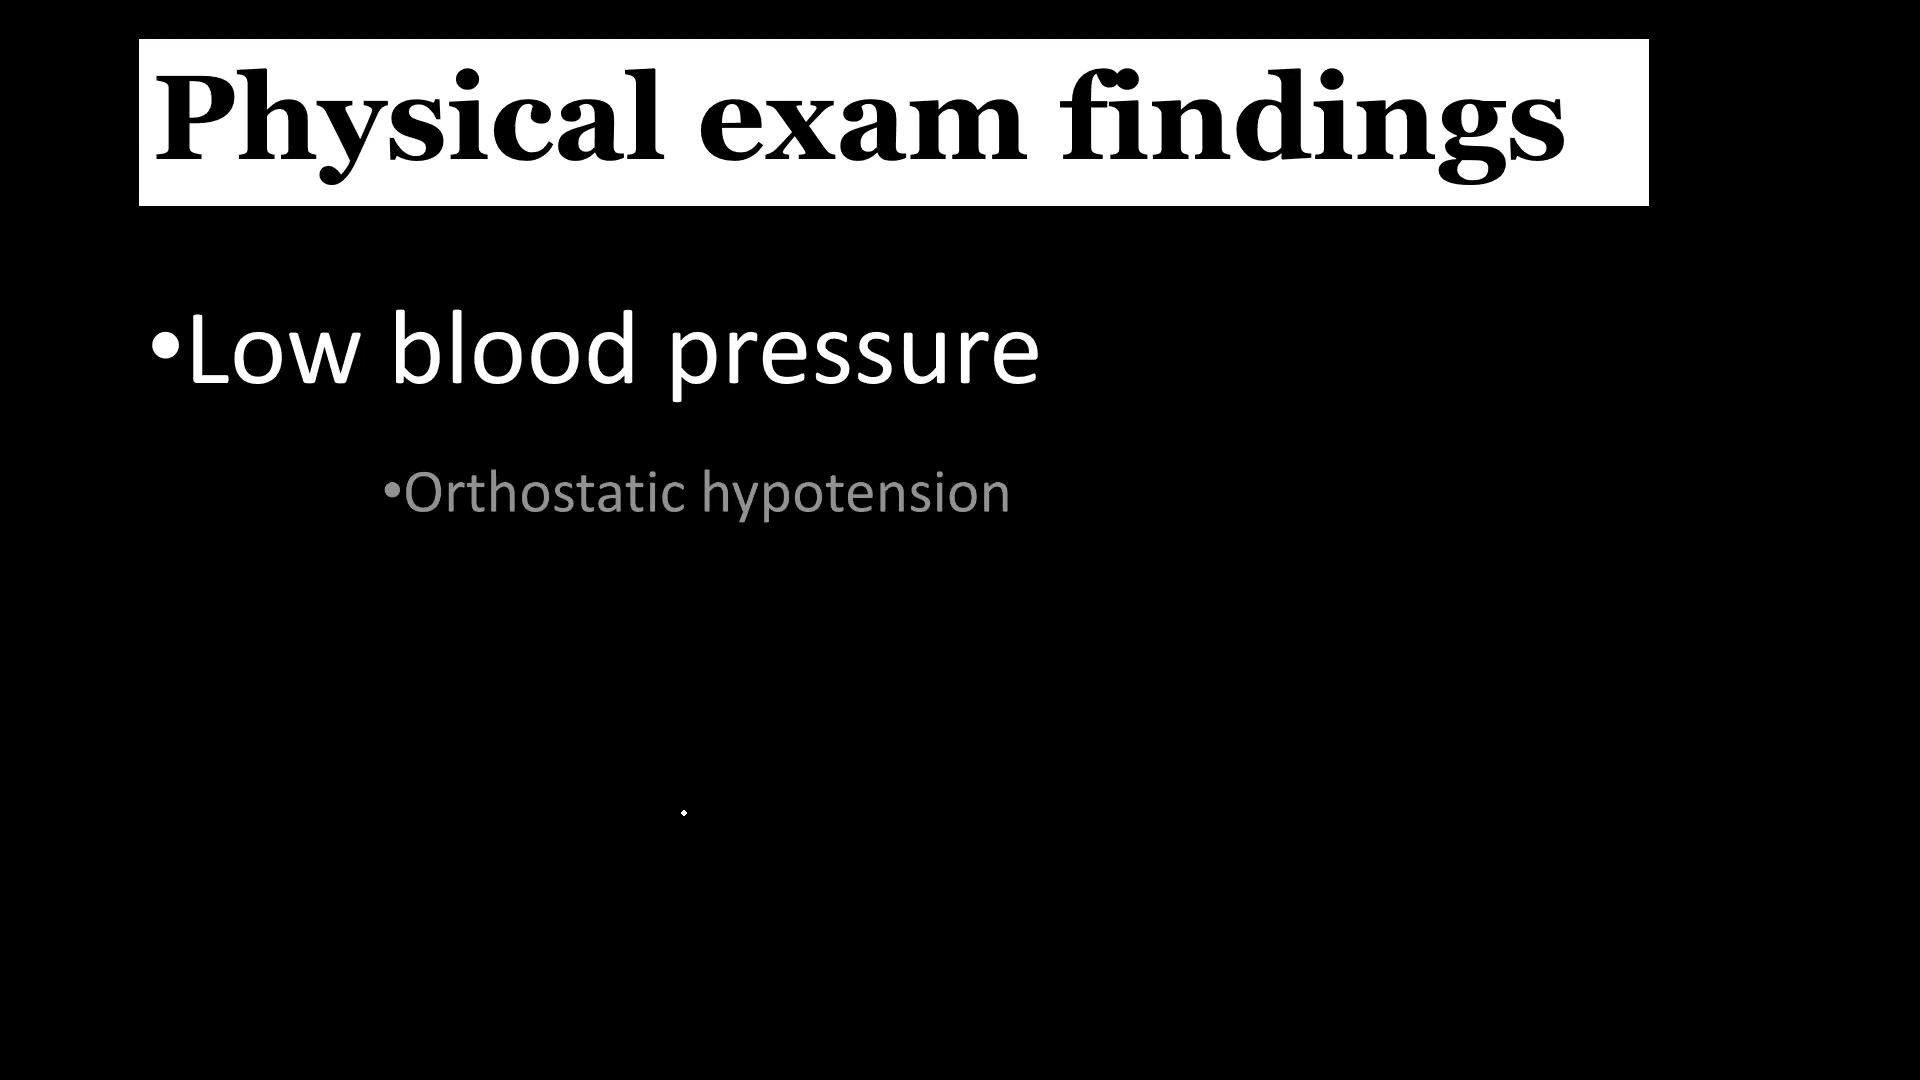 Physical exam findings
•Low blood pressure
•Orthostatic hypotension